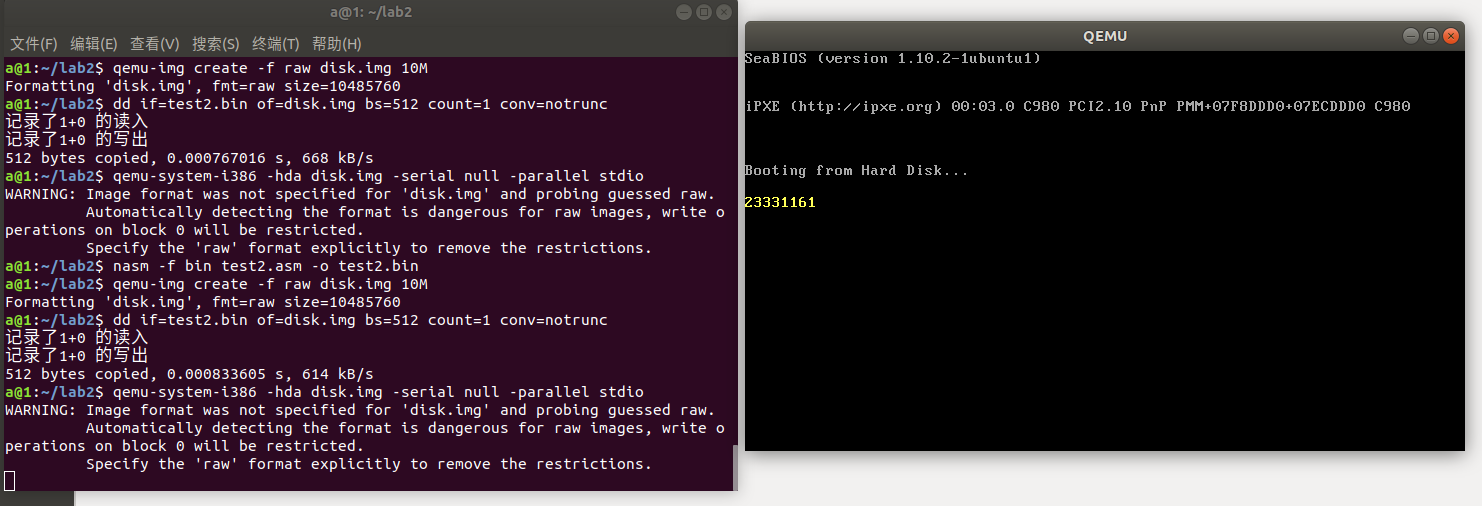 a@1: ~/lab2
文件(F) 编辑(E) 查看(V) 搜索(S) 终端(T) 帮助(H)
a@1:~/lab2$ qemu-img create -f raw disk.img 10M
Formatting 'disk.img', fmt=raw size=10485760
a@1:~/lab2$ dd if=test2.bin of=disk.img bs=512 count=1 conv=notrunc
记录了1+0 的读入
记录了1+0 的写出
512 bytes copied, 0.000767016 s, 668 kB/s
a@1:~/lab2$ qemu-system-i386 -hda disk.img -serial null -parallel stdio
WARNING: Image format was not specified for 'disk.img' and probing guessed raw.
Automatically detecting the format is dangerous for raw images, write o
perations on block 0 will be restricted.
Specify the 'raw' format explicitly to remove the restrictions.
a@1:~/lab2$ nasm -f bin test2.asm -o test2.bin
a@1:~/lab2$ qemu-img create -f raw disk.img 10M
Formatting 'disk.img', fmt=raw size=10485760
a@1:~/lab2$ dd if=test2.bin of=disk.img bs=512 count=1 conv=notrunc
记录了1+0 的读入
记录了1+0 的写出
512 bytes copied, 0.000833605 s, 614 kB/s
a@1:~/lab2$ qemu-system-i386 -hda disk.img -serial null -parallel stdio
WARNING: Image format was not specified for 'disk.img' and probing guessed raw.
Automatically detecting the format is dangerous for raw images, write o
perations on block 0 will be restricted.
Specify the 'raw' format explicitly to remove the restrictions.
QEMU
SeaBIOS (version 1.10.2-1ubuntu1)
iPXE (http://ipxe.org) 00:03.0 C980 PCI2.10 PnP PMM+07F8DDD0+07ECDDD0 C980
Booting from Hard Disk...
23331161